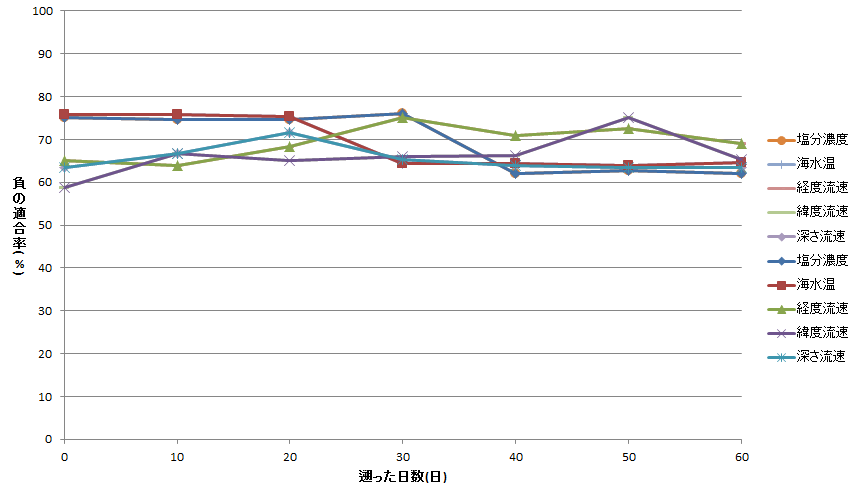 100
90
80
70
60
50
40
30
20
10
0
負の適合率(%)
0 10 20 30 40 50 60
遡った日数(日)
塩分濃度
海水温
経度流速
緯度流速
深さ流速
塩分濃度
海水温
経度流速
緯度流速
深さ流速